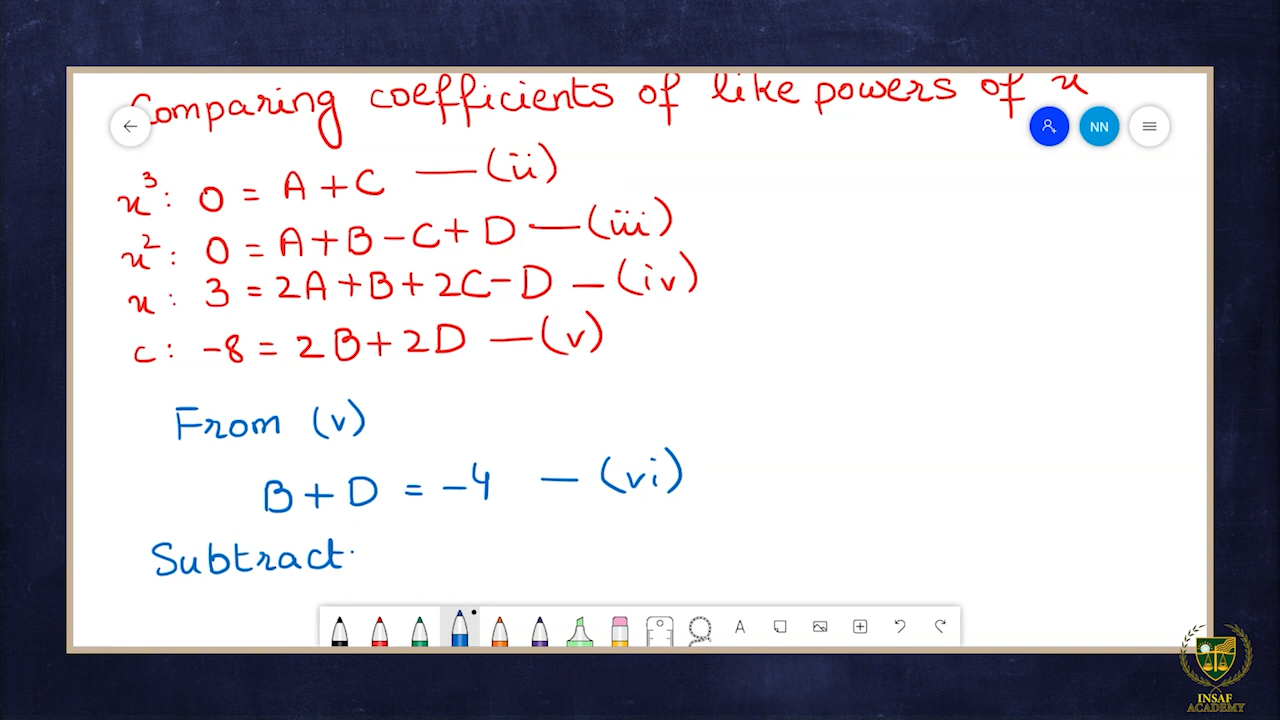 Comparing coefficients of like powers of x
NN
x³: 0 = A + C — (ii)
x²: 0 = A + B - C + D — (iii)
x: 3 = 2A + B + 2C - D — (iv)
c: -8 = 2B + 2D — (v)
From (v)
B + D = -4 — (vi)
Subtract
A
INSAF
ACADEMY